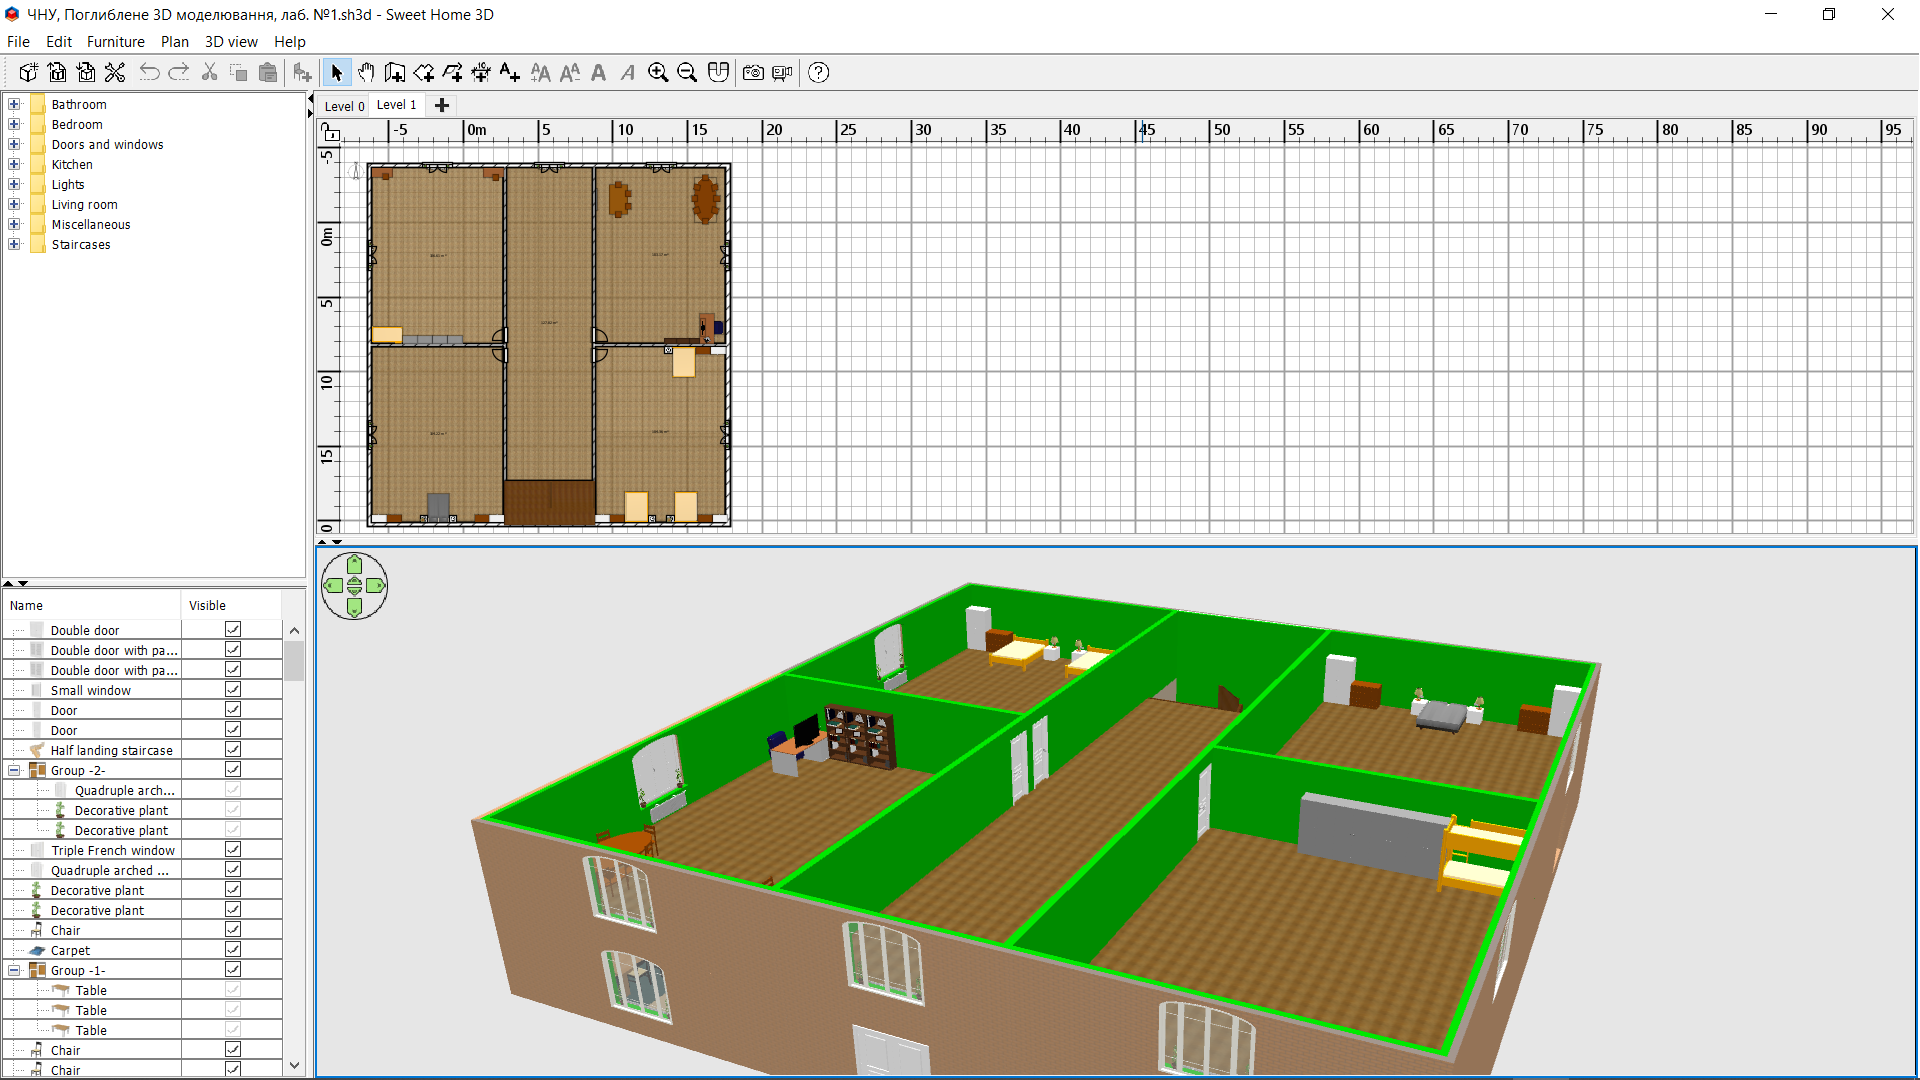 ЧНУ, Поглиблене 3D моделювання, лаб. №1.sh3d - Sweet Home 3D
File Edit Furniture Plan 3D view Help
Level 0 Level 1
-5 0m 5 10 15 20 25 30 35 40 45 50 55 60 65 70 75 80 85 90 95
-5
0m
5
10
15
0
Bathroom
Bedroom
Doors and windows
Kitchen
Lights
Living room
Miscellaneous
Staircases
Name Visible
Double door
Double door with pa...
Double door with pa...
Small window
Door
Door
Half landing staircase
Group -2-
Quadruple arch...
Decorative plant
Decorative plant
Triple French window
Quadruple arched ...
Decorative plant
Decorative plant
Chair
Carpet
Group -1-
Table
Table
Table
Chair
Chair